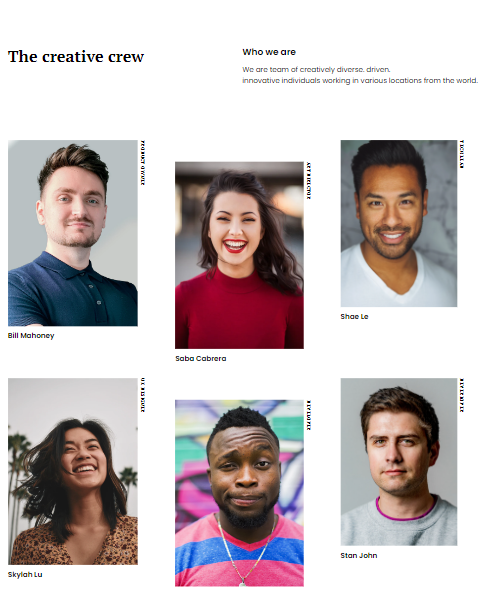 The creative crew
Who we are
We are team of creatively diverse. driven.
innovative individuals working in various locations from the world.
PRODUCT OWNER
ART DIRECTOR
TECH LEAD
Bill Mahoney
Saba Cabrera
Shae Le
UX DESIGNER
DEVELOPER
DEVELOPER
Skylah Lu
Stan John